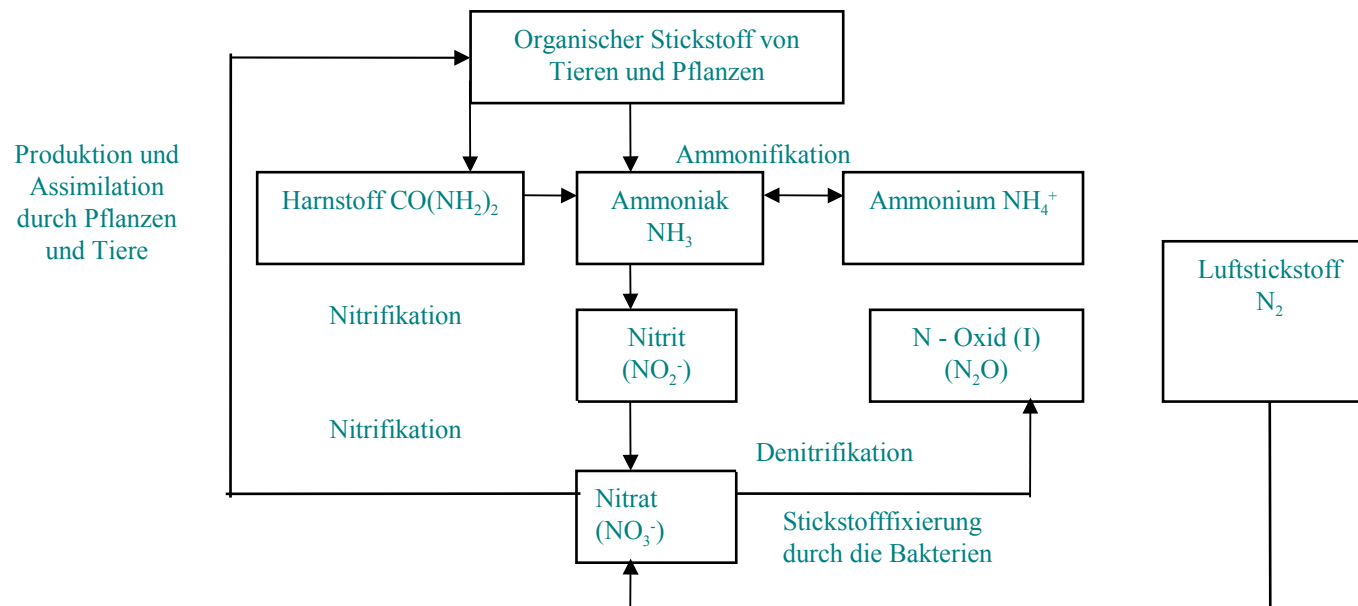 Organischer Stickstoff von
Tieren und Pflanzen
Produktion und
Assimilation
durch Pflanzen
und Tiere
Ammonifikation
Harnstoff CO(NH₂)₂
Ammoniak
NH₃
Ammonium NH₄⁺
Luftstickstoff
N₂
Nitrifikation
Nitrit
(NO₂⁻)
N - Oxid (I)
(N₂O)
Nitrifikation
Denitrifikation
Nitrat
(NO₃⁻)
Stickstofffixierung
durch die Bakterien